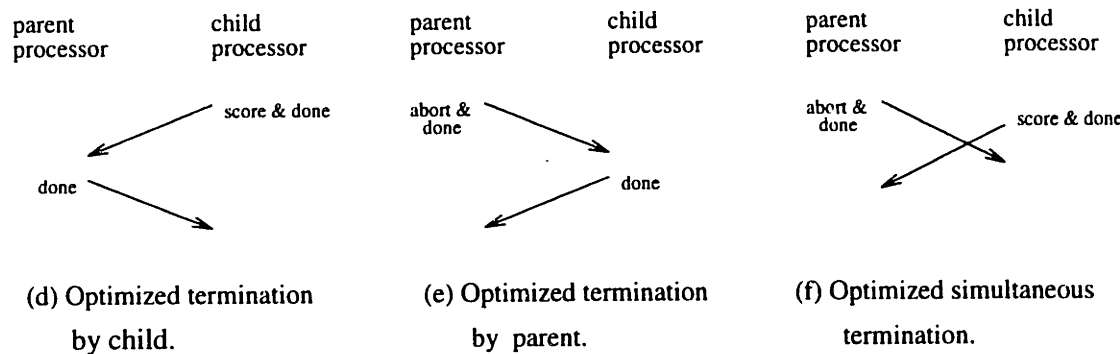 parent
processor
child
processor
score & done
done
(d) Optimized termination
by child.
parent
processor
child
processor
abort &
done
done
(e) Optimized termination
by parent.
parent
processor
child
processor
abort &
done
score & done
(f) Optimized simultaneous
termination.